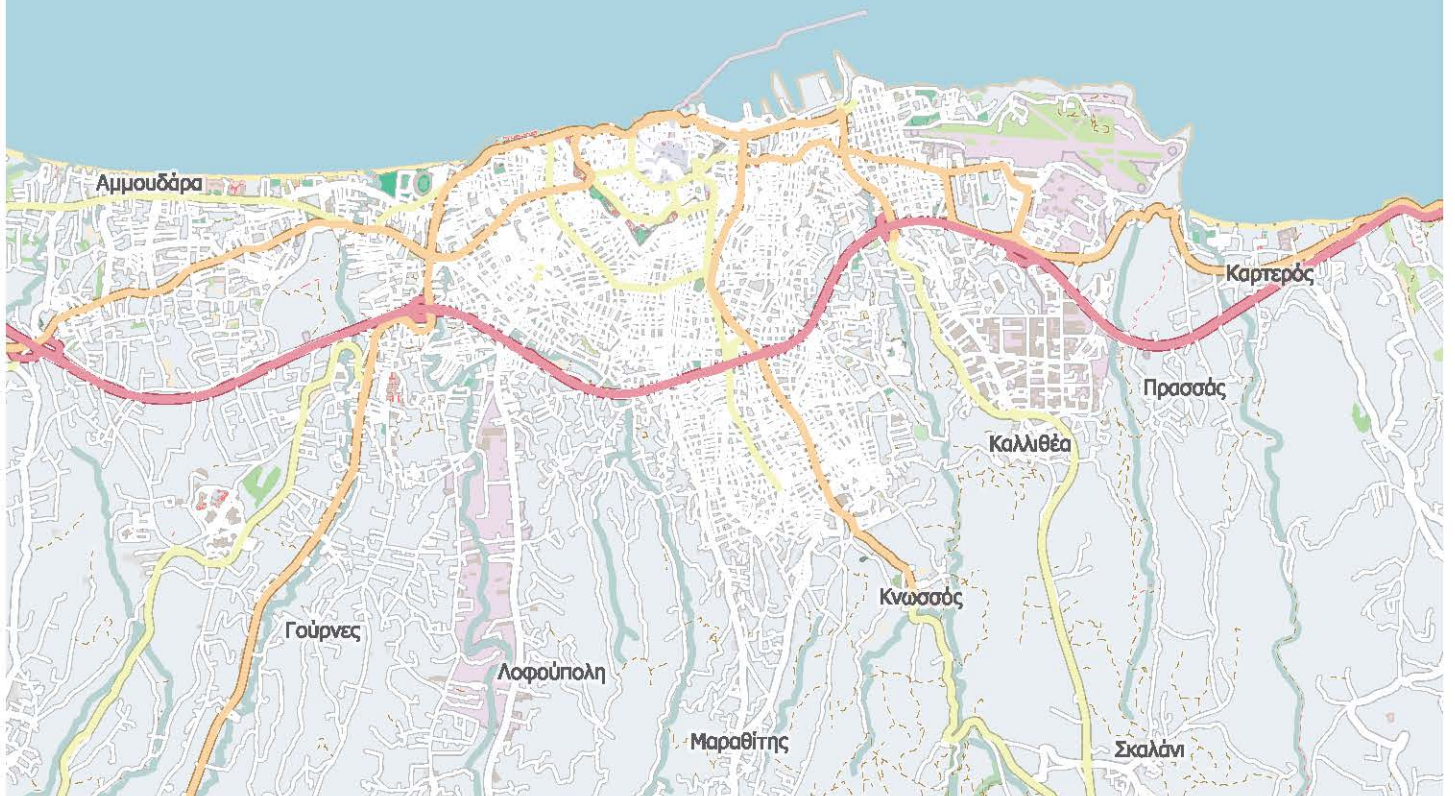 Αμμουδάρα
Καρτερός
Πρασσάς
Καλλιθέα
Κνωσσός
Γούρνες
Λοφούπολη
Μαραθίτης
Σκαλάνι